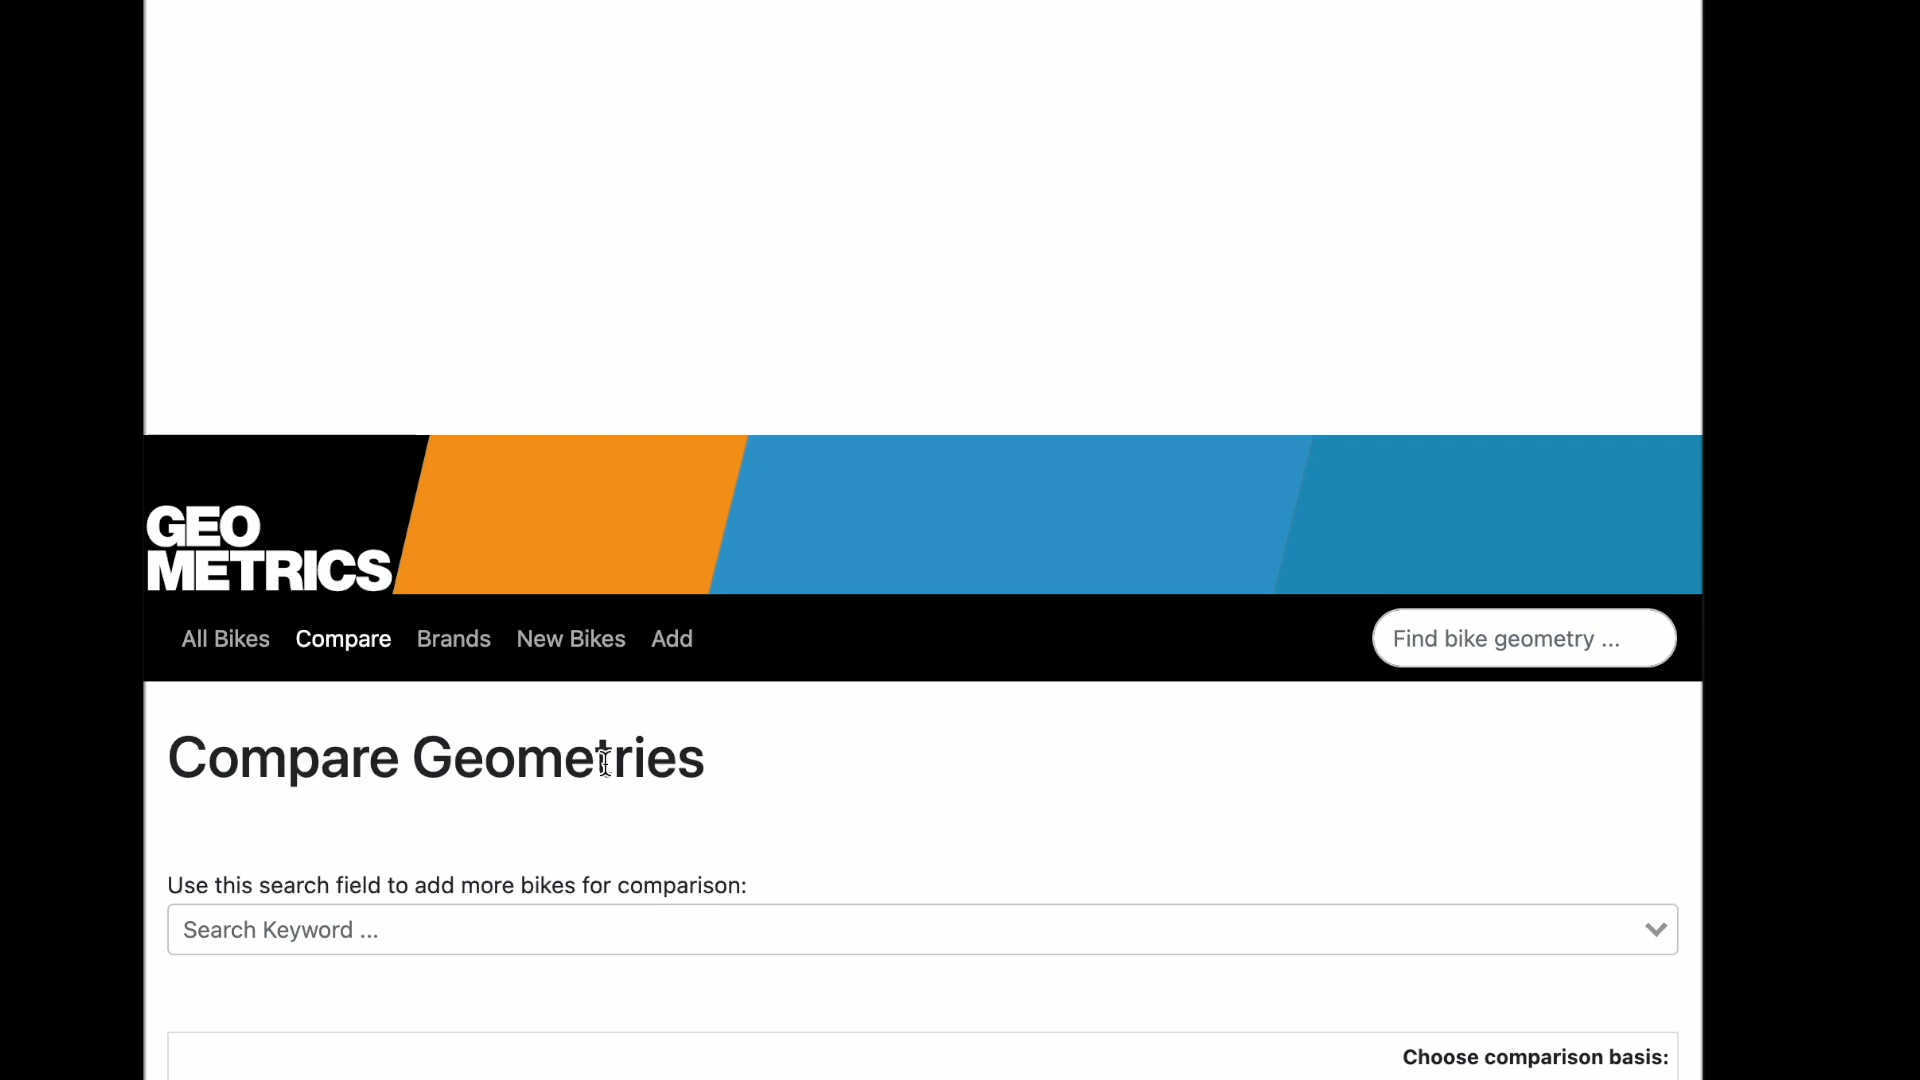 GEO
METRICS
All Bikes Compare Brands New Bikes Add Find bike geometry ...
Compare Geometries
Use this search field to add more bikes for comparison:
Search Keyword ...
Choose comparison basis: